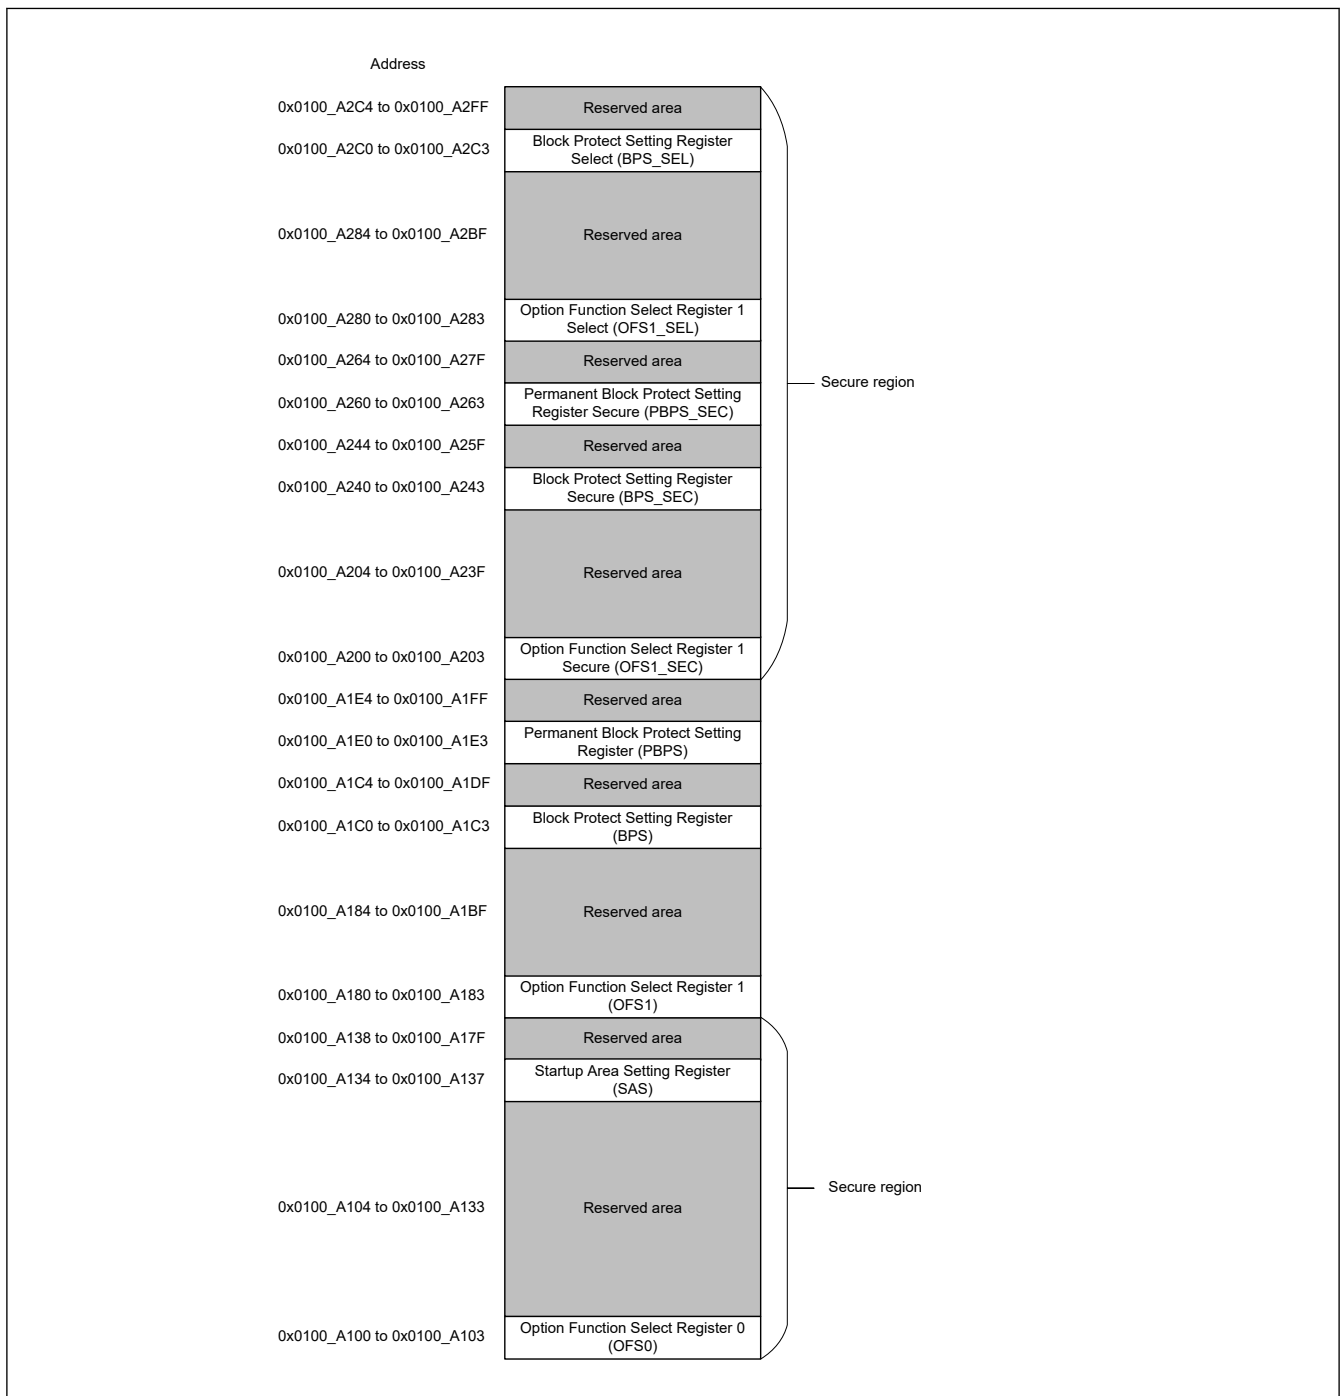 Address
0x0100_A2C4 to 0x0100_A2FF
Reserved area
0x0100_A2C0 to 0x0100_A2C3
Block Protect Setting Register
Select (BPS_SEL)
0x0100_A284 to 0x0100_A2BF
Reserved area
0x0100_A280 to 0x0100_A283
Option Function Select Register 1
Select (OFS1_SEL)
0x0100_A264 to 0x0100_A27F
Reserved area
Secure region
0x0100_A260 to 0x0100_A263
Permanent Block Protect Setting
Register Secure (PBPS_SEC)
0x0100_A244 to 0x0100_A25F
Reserved area
0x0100_A240 to 0x0100_A243
Block Protect Setting Register
Secure (BPS_SEC)
0x0100_A204 to 0x0100_A23F
Reserved area
0x0100_A200 to 0x0100_A203
Option Function Select Register 1
Secure (OFS1_SEC)
0x0100_A1E4 to 0x0100_A1FF
Reserved area
0x0100_A1E0 to 0x0100_A1E3
Permanent Block Protect Setting
Register (PBPS)
0x0100_A1C4 to 0x0100_A1DF
Reserved area
0x0100_A1C0 to 0x0100_A1C3
Block Protect Setting Register
(BPS)
0x0100_A184 to 0x0100_A1BF
Reserved area
0x0100_A180 to 0x0100_A183
Option Function Select Register 1
(OFS1)
0x0100_A138 to 0x0100_A17F
Reserved area
0x0100_A134 to 0x0100_A137
Startup Area Setting Register
(SAS)
0x0100_A104 to 0x0100_A133
Reserved area
Secure region
0x0100_A100 to 0x0100_A103
Option Function Select Register 0
(OFS0)